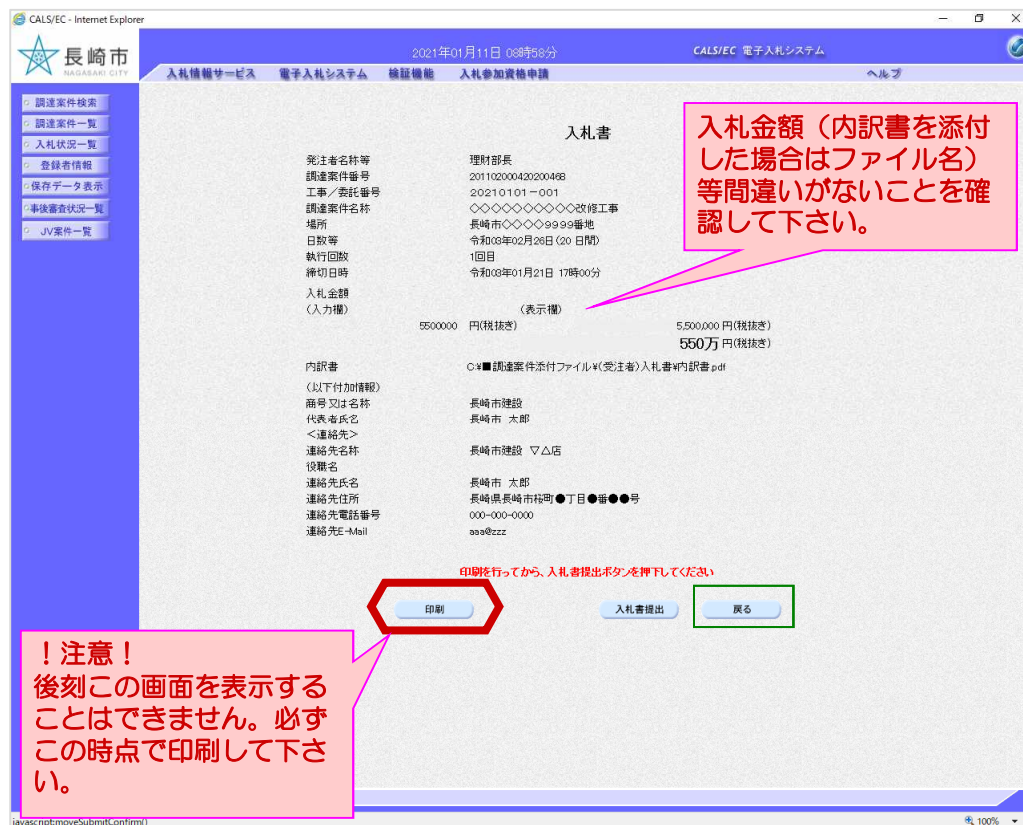 CALS/EC - Internet Explorer
長崎市
NAGASAKI CITY
2021年01月11日 08時58分
CALS/EC 電子入札システム
入札情報サービス 電子入札システム 検証機能 入札参加資格申請 ヘルプ
調達案件検索
調達案件一覧
入札状況一覧
登録者情報
保存データ表示
事後審査状況一覧
JV案件一覧
入札書
入札金額（内訳書を添付
した場合はファイル名）
等間違いがないことを確
認して下さい。
発注者名称等 理財部長
調達案件番号 201102000420200468
工事／委託番号 20210101－001
調達案件名称 ◇◇◇◇◇◇◇◇◇◇改修工事
場所 長崎市◇◇◇◇9999番地
日数等 令和03年02月26日(20 日間)
執行回数 1回目
締切日時 令和03年01月21日 17時00分
入札金額
(入力欄) (表示欄)
5500000 円(税抜き) 5,500,000 円(税抜き)
550万 円(税抜き)
内訳書 C:¥■調達案件添付ファイル¥(受注者)入札書¥内訳書.pdf
(以下付加情報)
商号又は名称 長崎市建設
代表者氏名 長崎市 太郎
＜連絡先＞
連絡先名称 長崎市建設 ▽△店
役職名
連絡先氏名 長崎市 太郎
連絡先住所 長崎県長崎市桜町●丁目●番●●号
連絡先電話番号 000-000-0000
連絡先E-Mail aaa@zzz
印刷を行ってから、入札書提出ボタンを押下してください
印刷 入札書提出 戻る
！注意！
後刻この画面を表示する
ことはできません。必ず
この時点で印刷して下さ
い。
javascript:moveSubmitConfirm()
100%